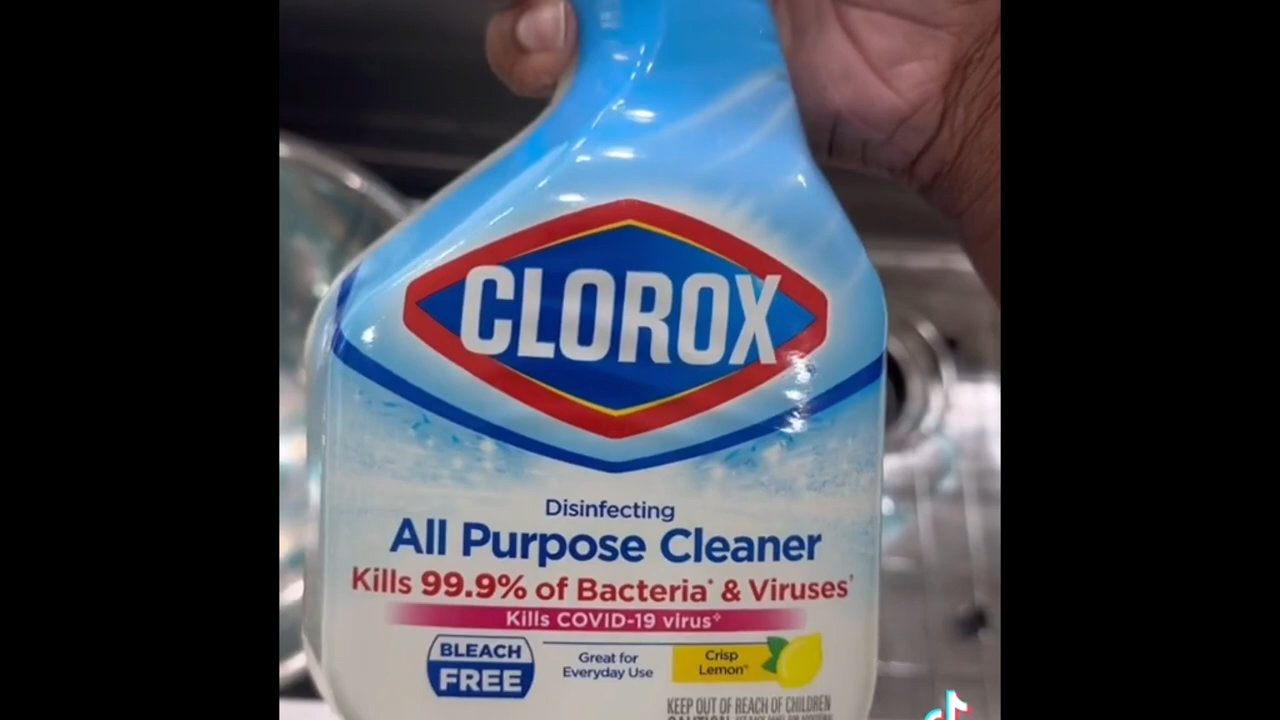 CLOROX
Disinfecting
All Purpose Cleaner
Kills 99.9% of Bacteria* & Viruses†
Kills COVID-19 virus✧
BLEACH
FREE
Great for
Everyday Use
Crisp
Lemon®
KEEP OUT OF REACH OF CHILDREN
CAUTION: